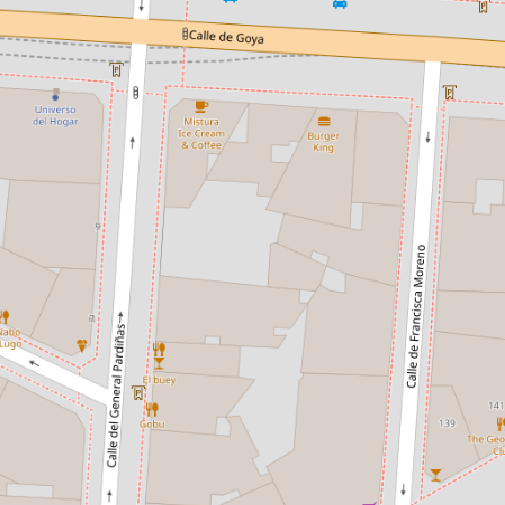 Calle de Goya
Universo
del Hogar
Mistura
Ice Cream
& Coffee
Burger
King
Calle de Francisca Moreno
Calle del General Pardiñas
Nabo
Lugo
El buey
Gobu
139
141
The Geo
Clu